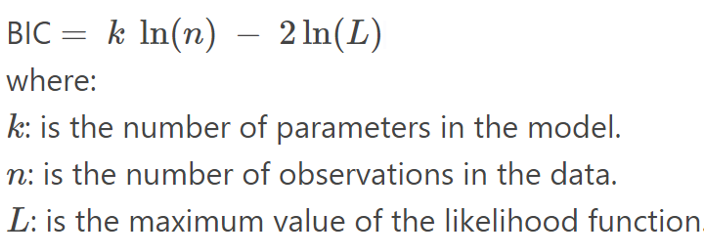 BIC = k ln(n) − 2 ln(L)
where:
k: is the number of parameters in the model.
n: is the number of observations in the data.
L: is the maximum value of the likelihood function.